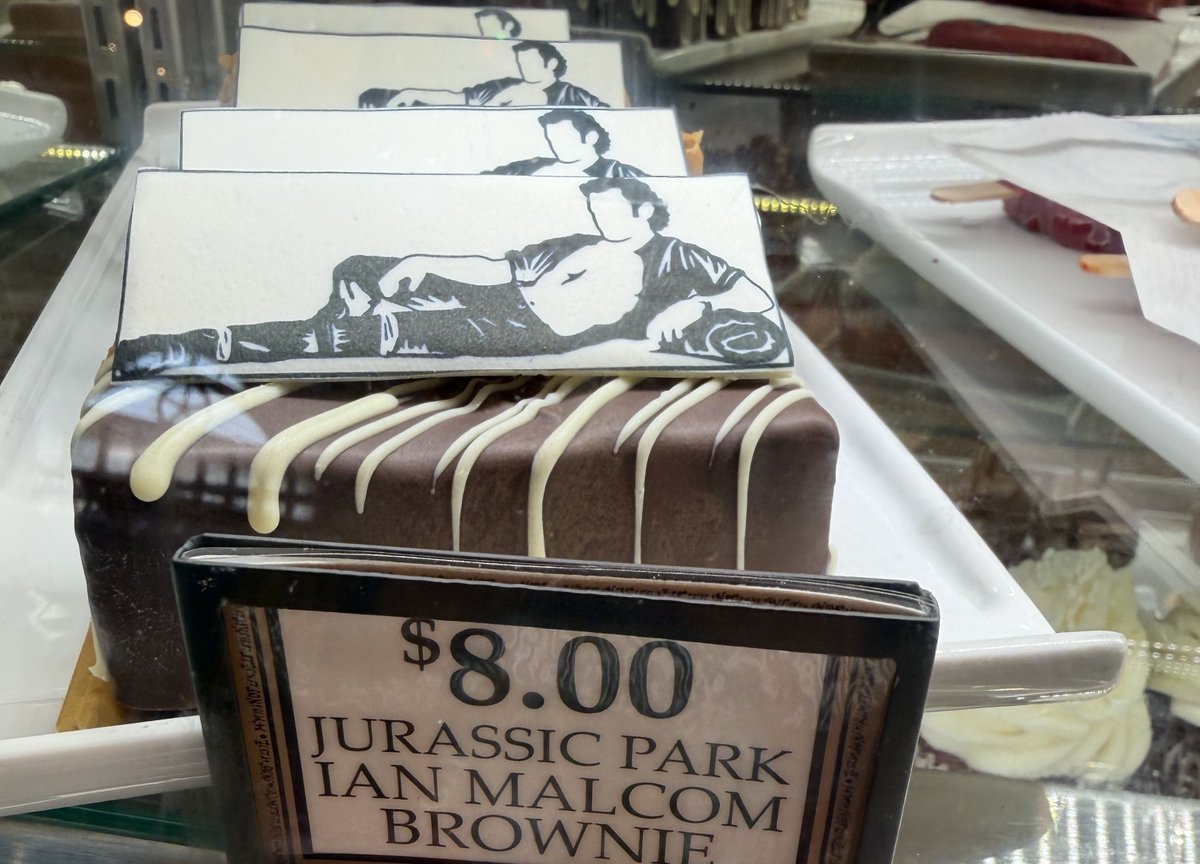 $8.00
JURASSIC PARK
IAN MALCOM
BROWNIE